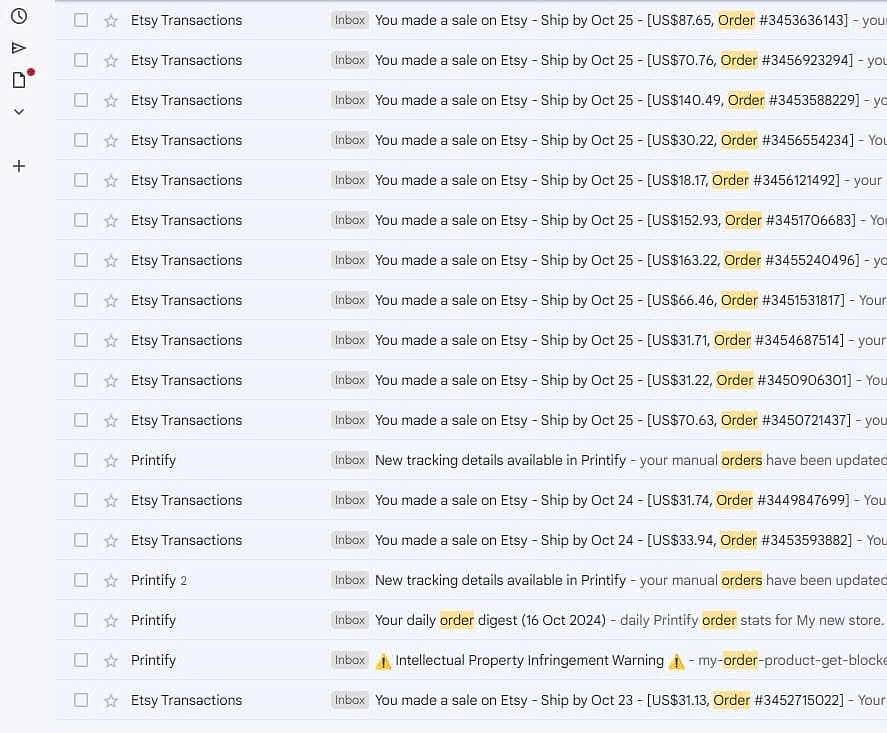 Etsy Transactions Inbox You made a sale on Etsy - Ship by Oct 25 - [US$87.65, Order #3453636143] - you
Etsy Transactions Inbox You made a sale on Etsy - Ship by Oct 25 - [US$70.76, Order #3456923294] - you
Etsy Transactions Inbox You made a sale on Etsy - Ship by Oct 25 - [US$140.49, Order #3453588229] - yo
Etsy Transactions Inbox You made a sale on Etsy - Ship by Oct 25 - [US$30.22, Order #3456554234] - You
Etsy Transactions Inbox You made a sale on Etsy - Ship by Oct 25 - [US$18.17, Order #3456121492] - your
Etsy Transactions Inbox You made a sale on Etsy - Ship by Oct 25 - [US$152.93, Order #3451706683] - Yo
Etsy Transactions Inbox You made a sale on Etsy - Ship by Oct 25 - [US$163.22, Order #3455240496] - yo
Etsy Transactions Inbox You made a sale on Etsy - Ship by Oct 25 - [US$66.46, Order #3451531817] - Your
Etsy Transactions Inbox You made a sale on Etsy - Ship by Oct 25 - [US$31.71, Order #3454687514] - your
Etsy Transactions Inbox You made a sale on Etsy - Ship by Oct 25 - [US$31.22, Order #3450906301] - You
Etsy Transactions Inbox You made a sale on Etsy - Ship by Oct 25 - [US$70.63, Order #3450721437] - you
Printify Inbox New tracking details available in Printify - your manual orders have been updated
Etsy Transactions Inbox You made a sale on Etsy - Ship by Oct 24 - [US$31.74, Order #3449847699] - You
Etsy Transactions Inbox You made a sale on Etsy - Ship by Oct 24 - [US$33.94, Order #3453593882] - You
Printify 2 Inbox New tracking details available in Printify - your manual orders have been updated
Printify Inbox Your daily order digest (16 Oct 2024) - daily Printify order stats for My new store.
Printify Inbox ⚠️ Intellectual Property Infringement Warning ⚠️ - my-order-product-get-blocke
Etsy Transactions Inbox You made a sale on Etsy - Ship by Oct 23 - [US$31.13, Order #3452715022] - Your